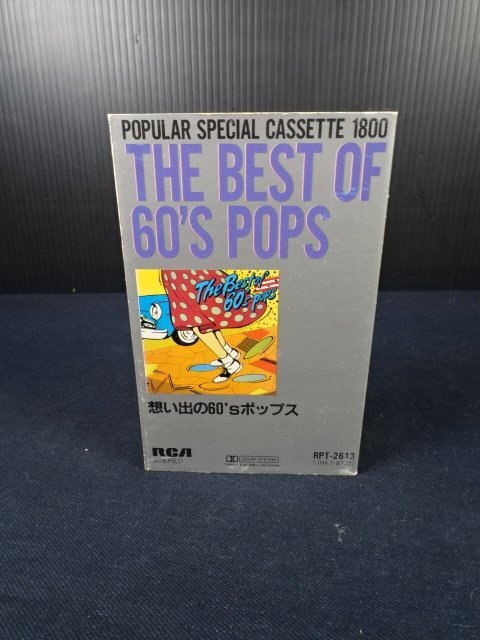 POPULAR SPECIAL CASSETTE 1800
THE BEST OF
60'S POPS
The Best of
60's pops
想い出の60'sポップス
RCA
STEREO
DOLBY SYSTEM
RPT-2613